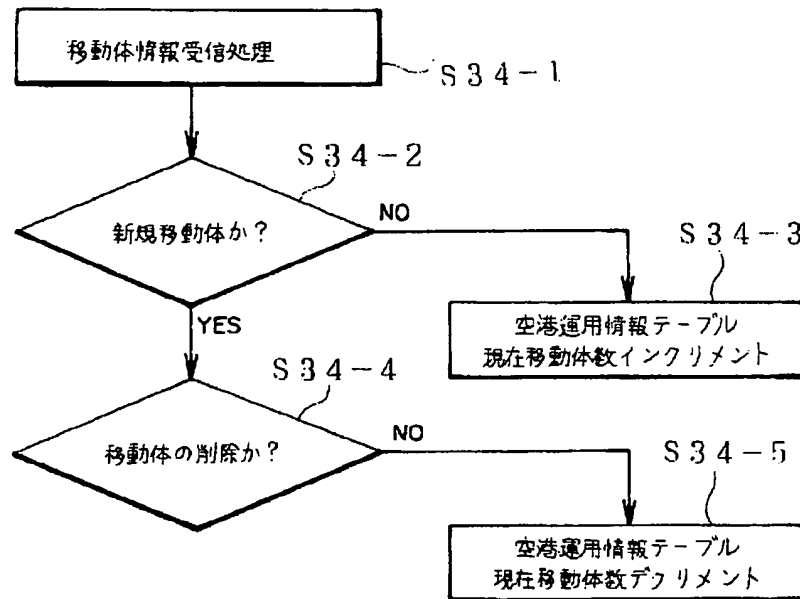 移動体情報受信処理
S34-1
S34-2
新規移動体か?
NO
S34-3
空港運用情報テーブル
現在移動体数インクリメント
YES
S34-4
移動体の削除か?
NO
S34-5
空港運用情報テーブル
現在移動体数デクリメント